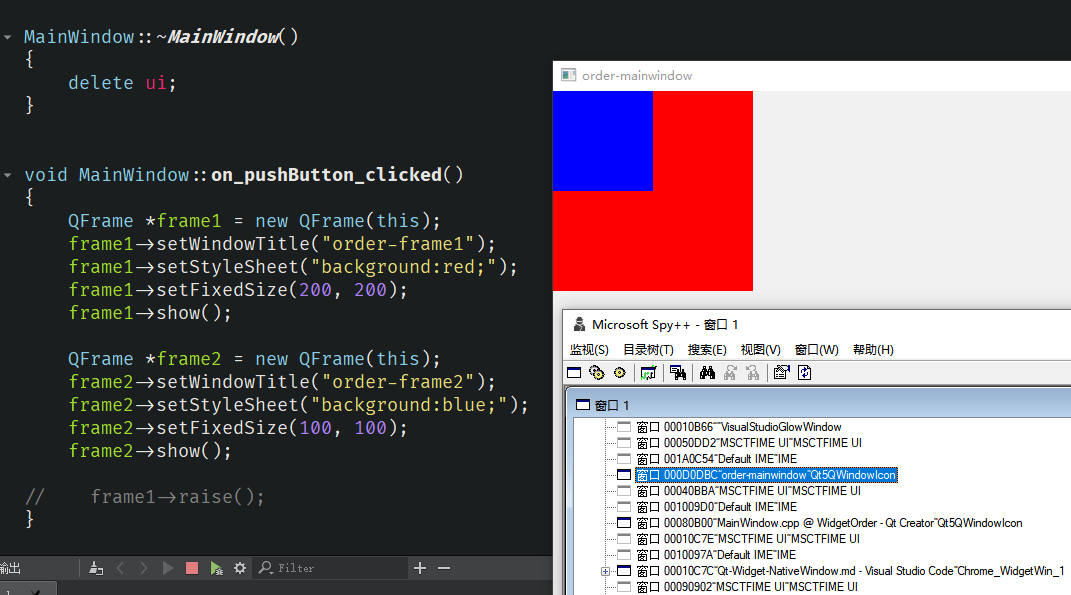 MainWindow::~MainWindow()
{
    delete ui;
}
void MainWindow::on_pushButton_clicked()
{
    QFrame *frame1 = new QFrame(this);
    frame1->setWindowTitle("order-frame1");
    frame1->setStyleSheet("background:red;");
    frame1->setFixedSize(200, 200);
    frame1->show();
    QFrame *frame2 = new QFrame(this);
    frame2->setWindowTitle("order-frame2");
    frame2->setStyleSheet("background:blue;");
    frame2->setFixedSize(100, 100);
    frame2->show();
//    frame1->raise();
}
输出
Filter
order-mainwindow
Microsoft Spy++ - 窗口 1
监视(S) 目录树(T) 搜索(E) 视图(V) 窗口(W) 帮助(H)
窗口 1
窗口 00010B66""VisualStudioGlowWindow
窗口 00050DD2"MSCTFIME UI"MSCTFIME UI
窗口 001A0C54"Default IME"IME
窗口 000D0DBC"order-mainwindow"Qt5QWindowIcon
窗口 00040BBA"MSCTFIME UI"MSCTFIME UI
窗口 001009D0"Default IME"IME
窗口 00080B00"MainWindow.cpp @ WidgetOrder - Qt Creator"Qt5QWindowIcon
窗口 00010C7E"MSCTFIME UI"MSCTFIME UI
窗口 0010097A"Default IME"IME
窗口 00010C7C"Qt-Widget-NativeWindow.md - Visual Studio Code"Chrome_WidgetWin_1
窗口 00090902"MSCTFIME UI"MSCTFIME UI